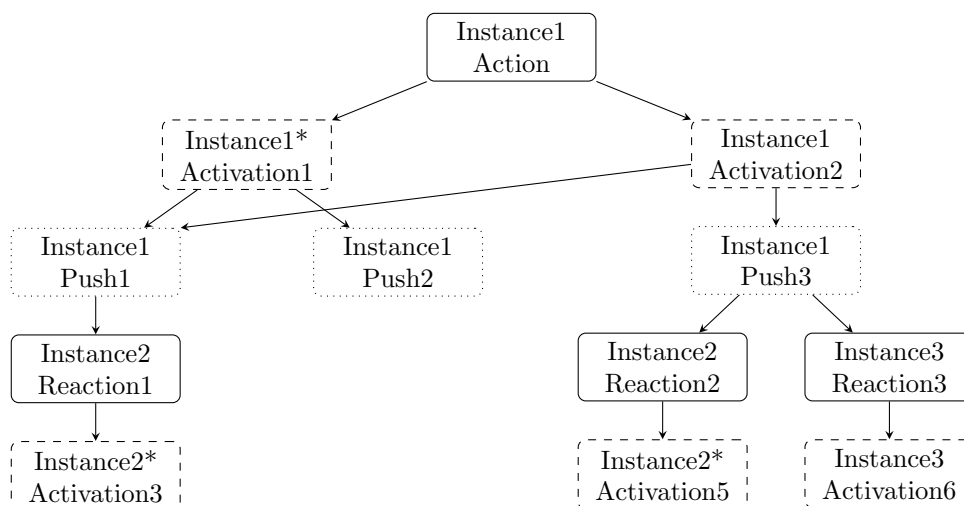 Instance1
Action
Instance1*
Activation1
Instance1
Activation2
Instance1
Push1
Instance1
Push2
Instance1
Push3
Instance2
Reaction1
Instance2
Reaction2
Instance3
Reaction3
Instance2*
Activation3
Instance2*
Activation5
Instance3
Activation6